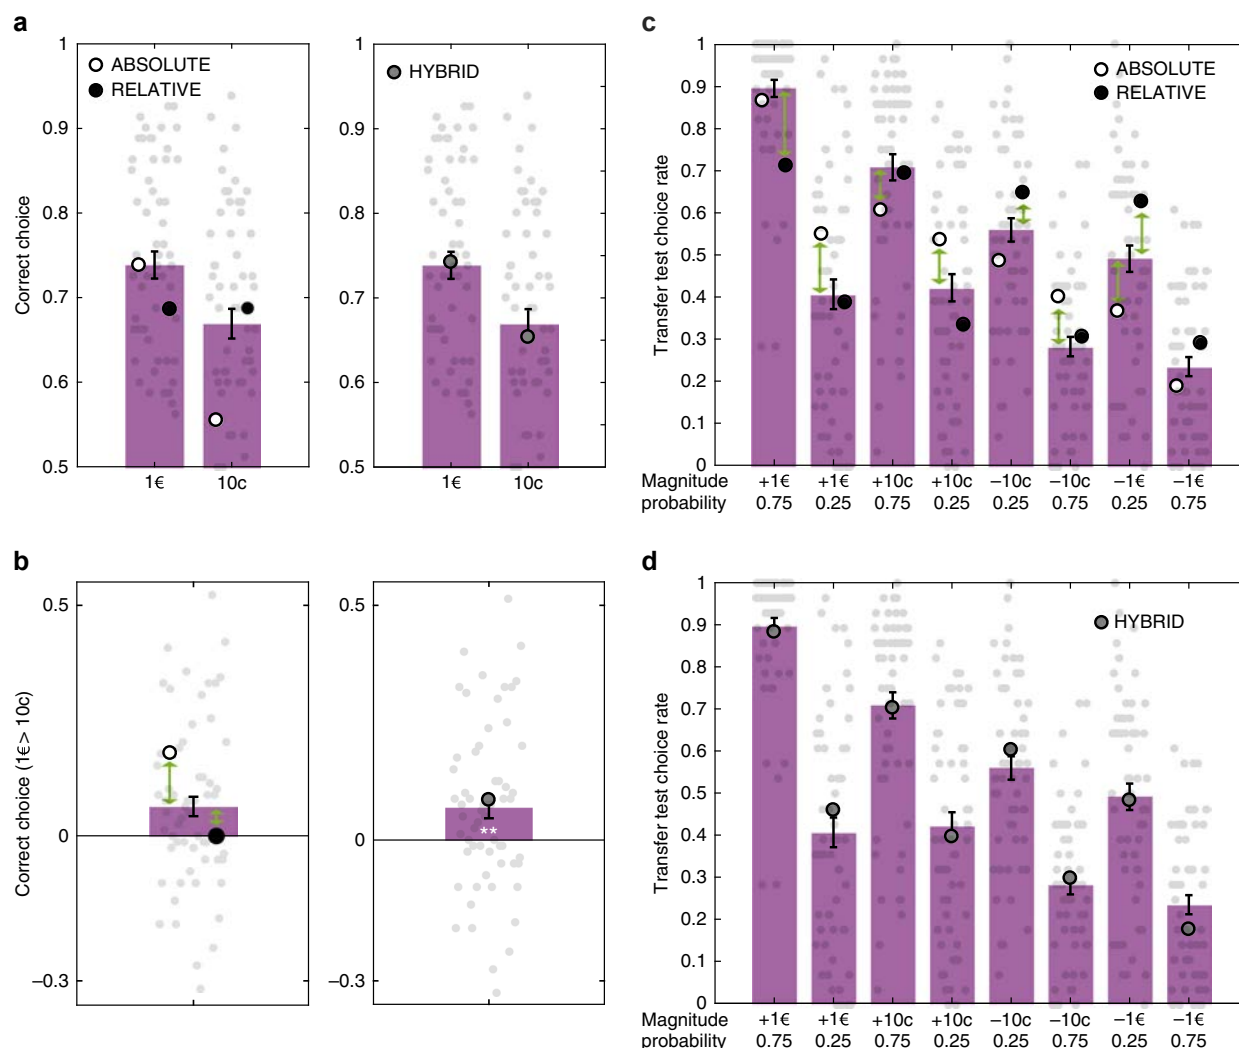 a
1
0.9
0.8
0.7
0.6
0.5
Correct choice
ABSOLUTE
RELATIVE
1€ 10c
1
0.9
0.8
0.7
0.6
0.5
HYBRID
1€ 10c
b
0.5
0
–0.3
Correct choice (1€ > 10c)
0.5
0
–0.3
**
c
1
0.9
0.8
0.7
0.6
0.5
0.4
0.3
0.2
0.1
0
Transfer test choice rate
ABSOLUTE
RELATIVE
Magnitude +1€ +1€ +10c +10c –10c –10c –1€ –1€
probability 0.75 0.25 0.75 0.25 0.25 0.75 0.25 0.75
d
1
0.9
0.8
0.7
0.6
0.5
0.4
0.3
0.2
0.1
0
Transfer test choice rate
HYBRID
Magnitude +1€ +1€ +10c +10c –10c –10c –1€ –1€
probability 0.75 0.25 0.75 0.25 0.25 0.75 0.25 0.75